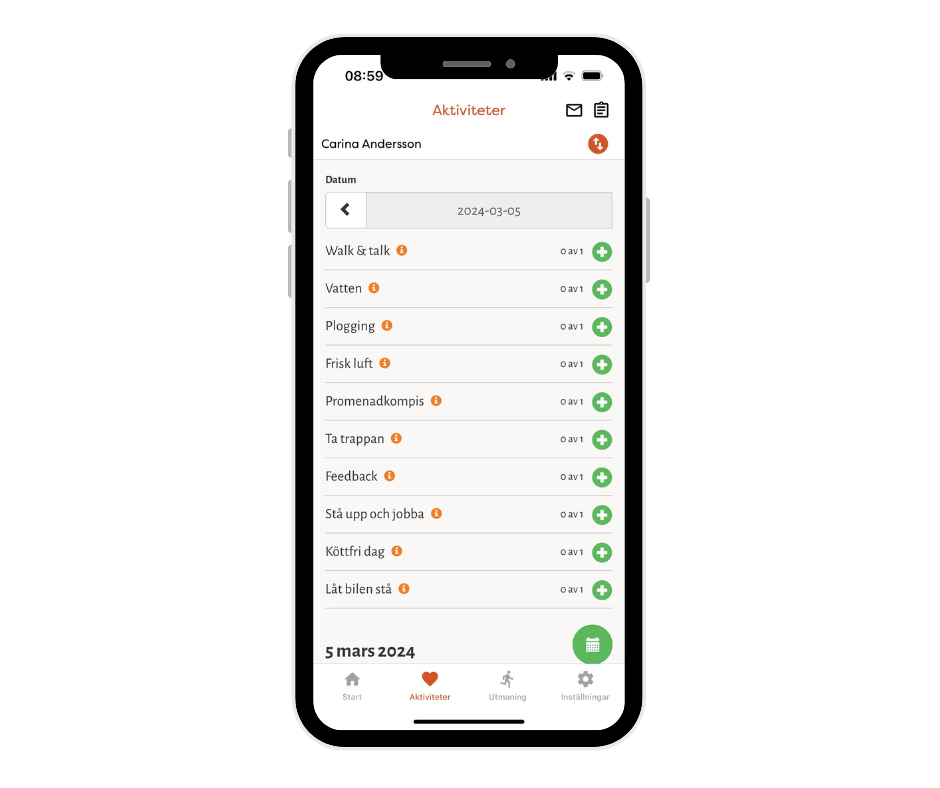 08:59
Aktiviteter
Carina Andersson
Datum
2024-03-05
Walk & talk 0 av 1
Vatten 0 av 1
Plogging 0 av 1
Frisk luft 0 av 1
Promenadkompis 0 av 1
Ta trappan 0 av 1
Feedback 0 av 1
Stå upp och jobba 0 av 1
Köttfri dag 0 av 1
Låt bilen stå 0 av 1
5 mars 2024
Start Aktiviteter Utmaning Inställningar